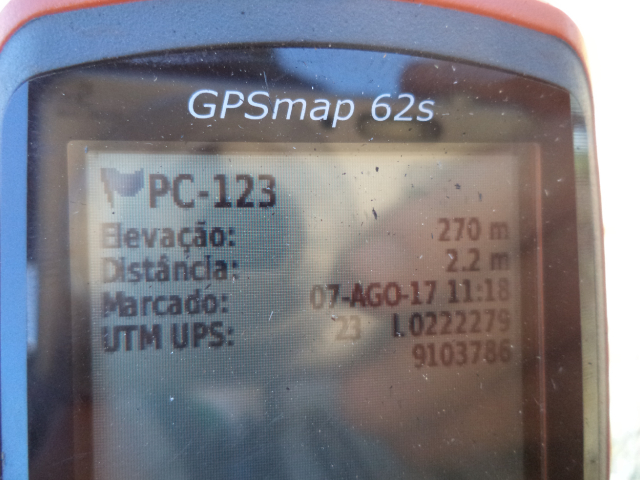 GPSmap 62s
PC-123
Elevação: 270 m
Distância: 2.2 m
Marcado: 07-AGO-17 11:18
UTM UPS: 23 L 0222279
9103786